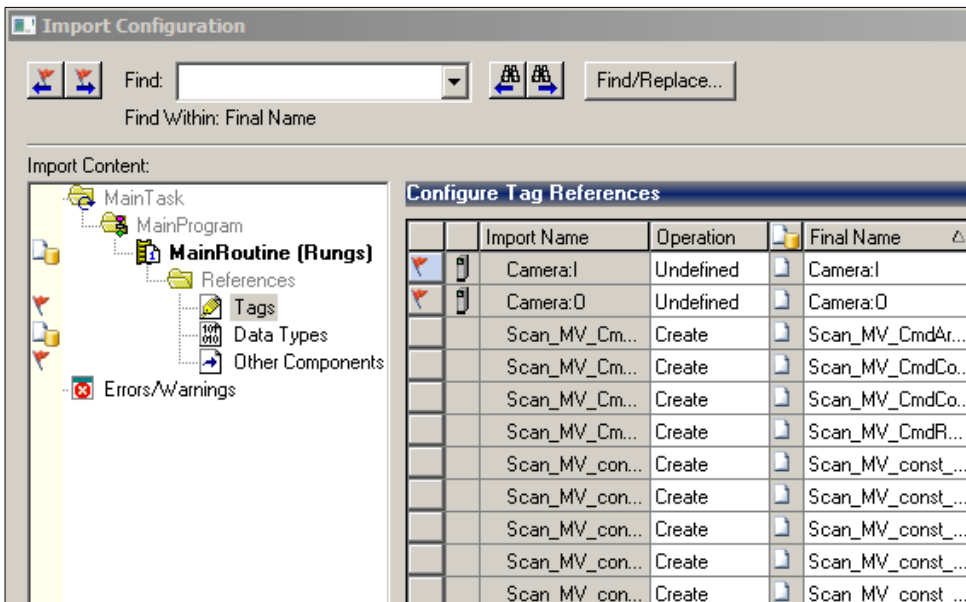 Import Configuration
Find:
Find/Replace...
Find Within: Final Name
Import Content:
MainTask
MainProgram
MainRoutine (Rungs)
References
Tags
Data Types
Other Components
Errors/Warnings
Configure Tag References
Import Name Operation Final Name
Camera:I Undefined Camera:I
Camera:O Undefined Camera:O
Scan_MV_Cm... Create Scan_MV_CmdAr...
Scan_MV_Cm... Create Scan_MV_CmdCo...
Scan_MV_Cm... Create Scan_MV_CmdCo...
Scan_MV_Cm... Create Scan_MV_CmdR...
Scan_MV_con... Create Scan_MV_const_...
Scan_MV_con... Create Scan_MV_const_...
Scan_MV_con... Create Scan_MV_const_...
Scan_MV_con... Create Scan_MV_const_...
Scan_MV_con... Create Scan_MV_const_...